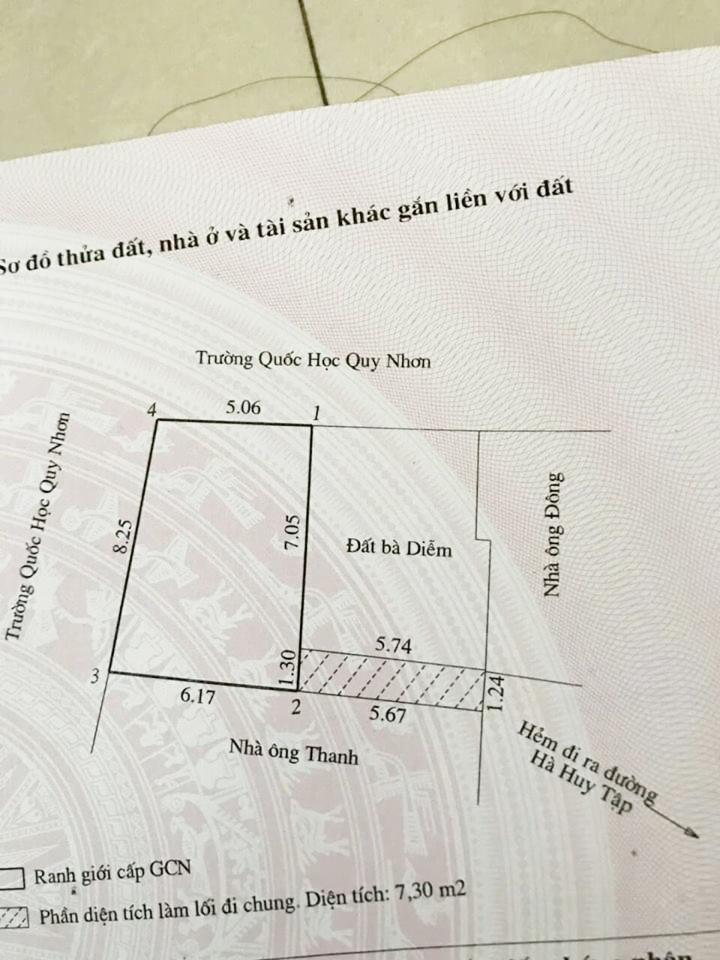 Sơ đồ thửa đất, nhà ở và tài sản khác gắn liền với đất
Trường Quốc Học Quy Nhơn
4
5.06
1
Trường Quốc Học Quy Nhơn
8.25
7.05
Đất bà Diễm
Nhà ông Đông
5.74
1.30
3
6.17
2
5.67
1.24
Nhà ông Thanh
Hẻm đi ra đường
Hà Huy Tập
Ranh giới cấp GCN
Phần diện tích làm lối đi chung. Diện tích: 7,30 m2